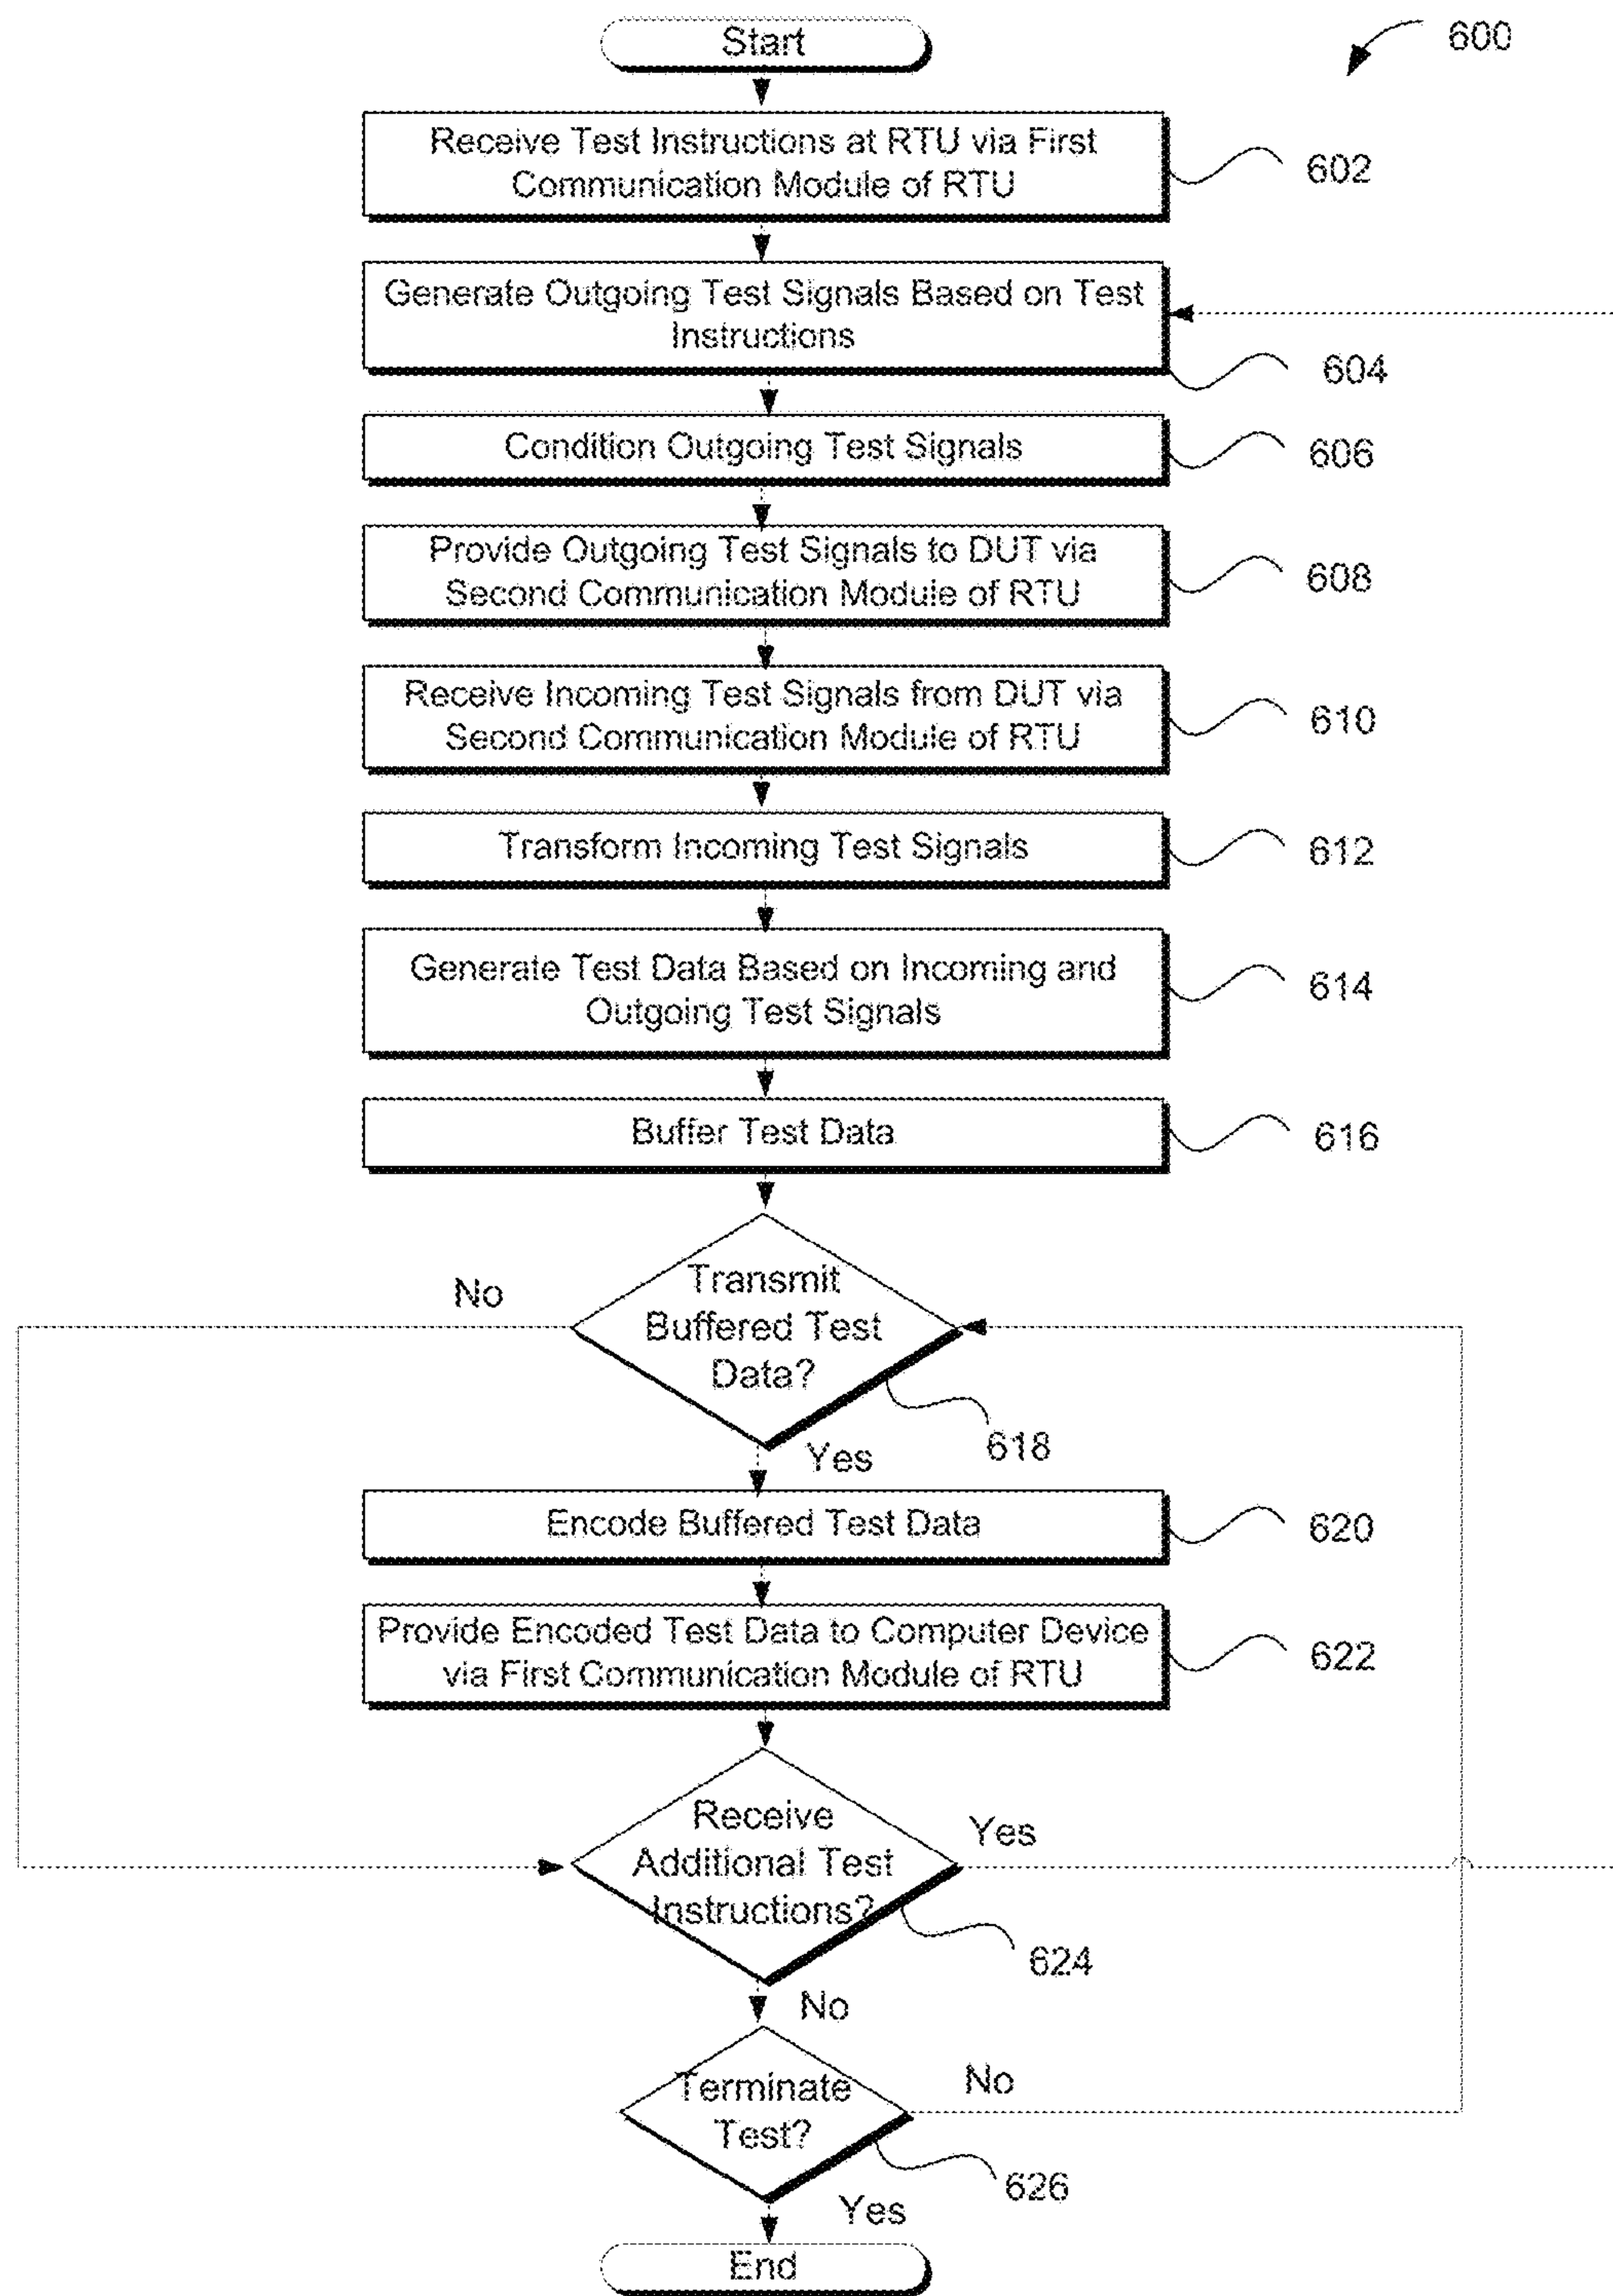 Start
600
Receive Test Instructions at RTU via First
Communication Module of RTU
602
Generate Outgoing Test Signals Based on Test
Instructions
604
Condition Outgoing Test Signals
606
Provide Outgoing Test Signals to DUT via
Second Communication Module of RTU
608
Receive Incoming Test Signals from DUT via
Second Communication Module of RTU
610
Transform Incoming Test Signals
612
Generate Test Data Based on Incoming and
Outgoing Test Signals
614
Buffer Test Data
616
No
Transmit
Buffered Test
Data?
618
Yes
Encode Buffered Test Data
620
Provide Encoded Test Data to Computer Device
via First Communication Module of RTU
622
Receive
Additional Test
Instructions?
Yes
624
No
Terminate
Test?
No
626
Yes
End